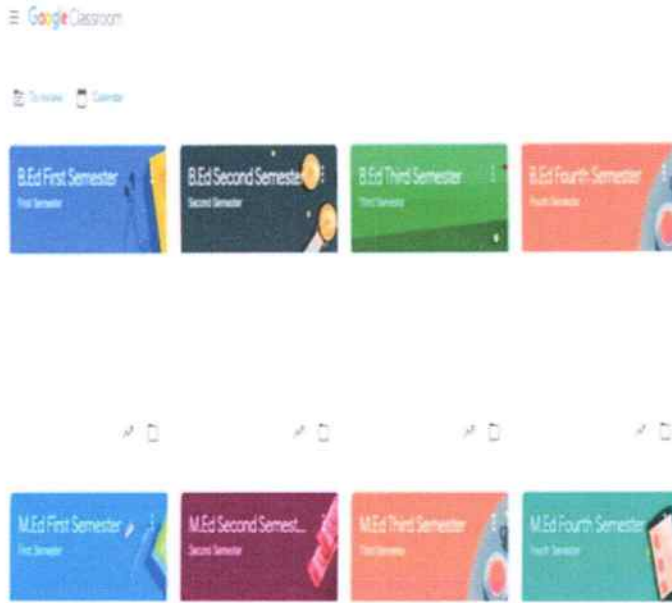 Google Classroom
To review Calendar
B.Ed First Semester
First Semester
B.Ed Second Semester
Second Semester
B.Ed Third Semester
Third Semester
B.Ed Fourth Semester
Fourth Semester
M.Ed First Semester
First Semester
M.Ed Second Semest...
Second Semester
M.Ed Third Semester
Third Semester
M.Ed Fourth Semester
Fourth Semester